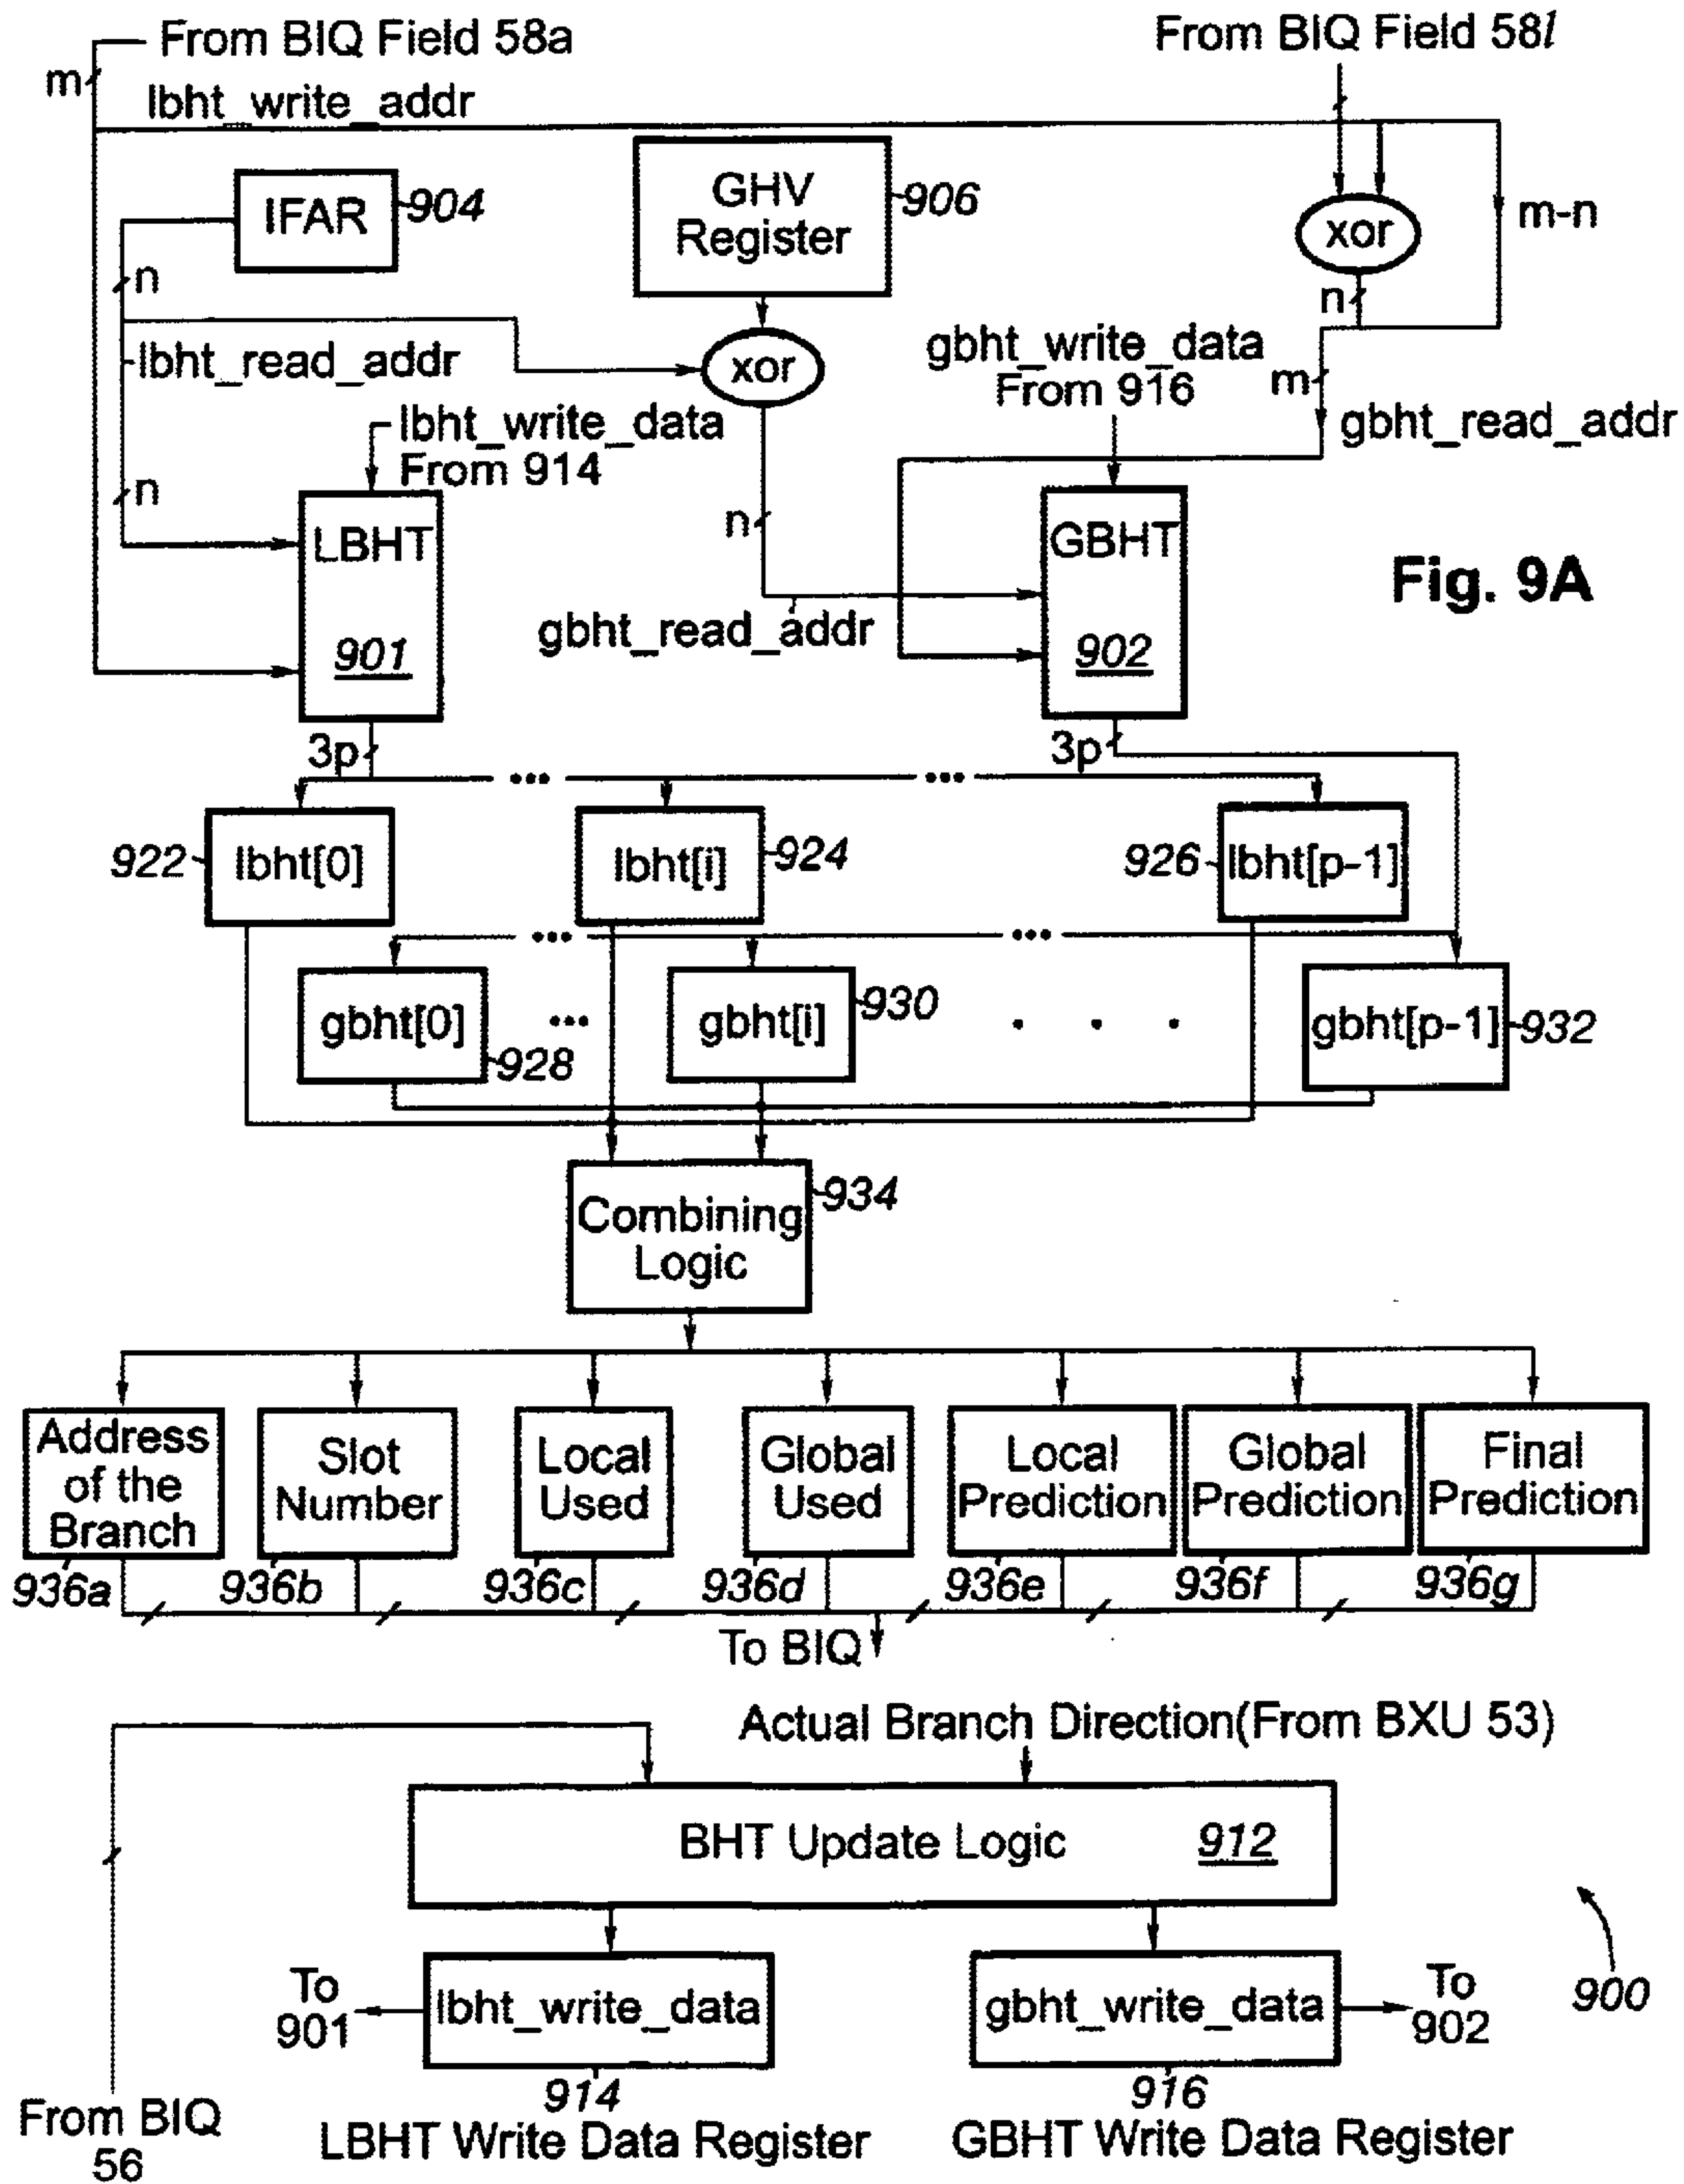 From BIQ Field 58a
From BIQ Field 58l
m
lbht_write_addr
IFAR
904
GHV
Register
906
xor
m-n
n
n
lbht_read_addr
xor
gbht_write_data
From 916
m
gbht_read_addr
lbht_write_data
From 914
n
n
LBHT
901
gbht_read_addr
GBHT
902
Fig. 9A
3p
3p
...
...
922
lbht[0]
lbht[i]
924
926
lbht[p-1]
...
...
gbht[0]
928
...
gbht[i]
930
. . .
gbht[p-1]
932
Combining
Logic
934
Address
of the
Branch
Slot
Number
Local
Used
Global
Used
Local
Prediction
Global
Prediction
Final
Prediction
936a
936b
936c
936d
936e
936f
936g
To BIQ
Actual Branch Direction(From BXU 53)
BHT Update Logic
912
To
901
lbht_write_data
gbht_write_data
To
902
900
914
916
LBHT Write Data Register
GBHT Write Data Register
From BIQ
56